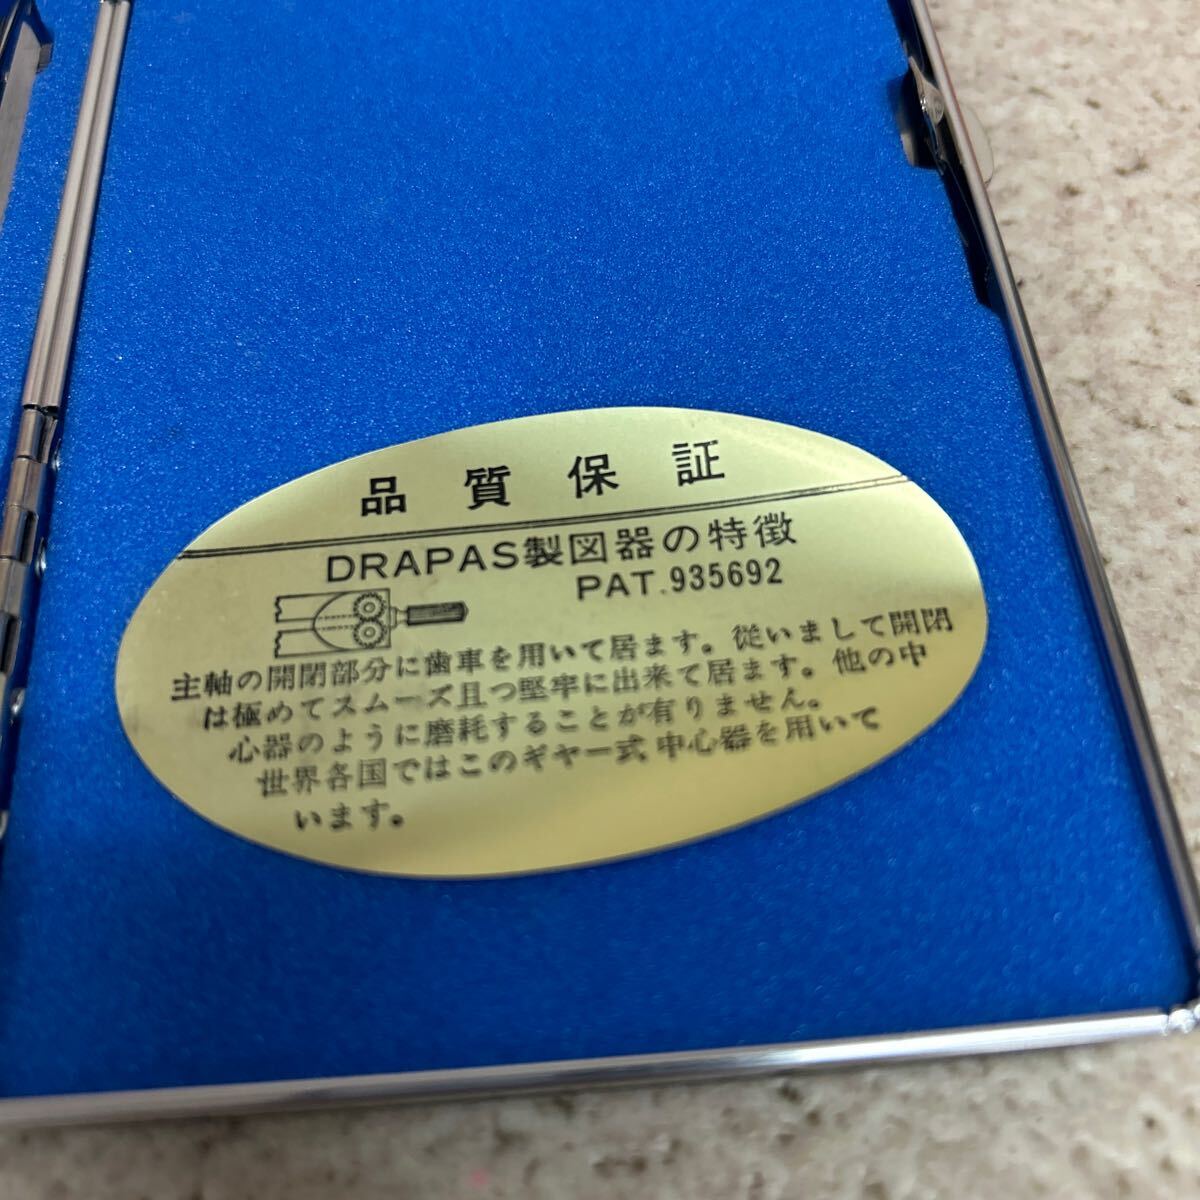 品質保証
DRAPAS製図器の特徴
PAT.935692
主軸の開閉部分に歯車を用いて居ます。従いまして開閉
は極めてスムーズ且つ堅牢に出来て居ます。他の中
心器のように磨耗することが有りません。
世界各国ではこのギヤー式中心器を用いて
います。